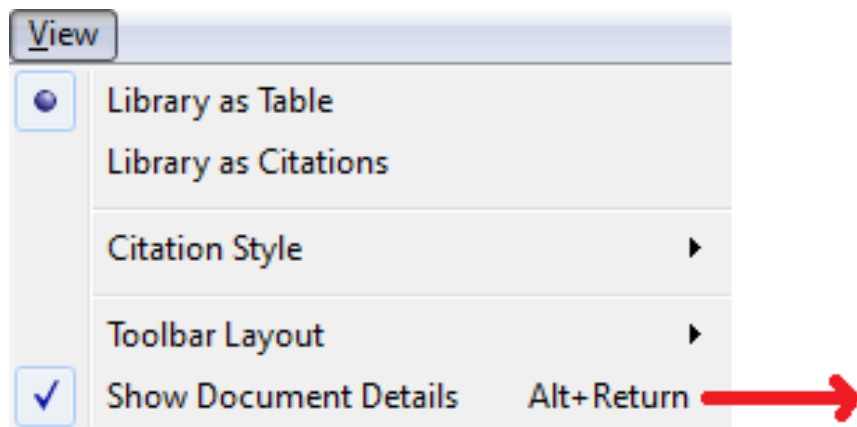 View
Library as Table
Library as Citations
Citation Style
Toolbar Layout
Show Document Details Alt+Return